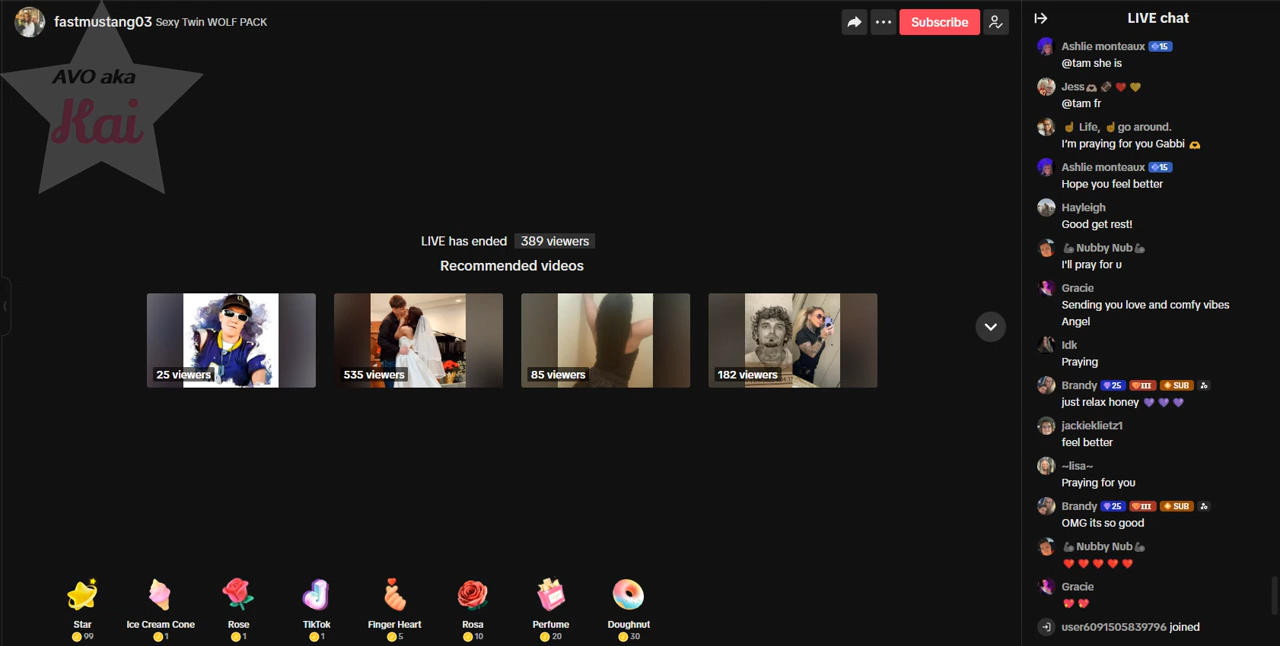 fastmustang03 Sexy Twin WOLF PACK
Subscribe
AVO aka
Kai
LIVE has ended 389 viewers
Recommended videos
25 viewers
535 viewers
85 viewers
182 viewers
Star
99
Ice Cream Cone
1
Rose
1
TikTok
1
Finger Heart
5
Rosa
10
Perfume
20
Doughnut
30
LIVE chat
Ashlie monteaux 15
@tam she is
Jess🫶🏽 🏈 ❤️ 💛
@tam fr
☝️ Life, ☝️go around.
I'm praying for you Gabbi 🫶
Ashlie monteaux 15
Hope you feel better
Hayleigh
Good get rest!
🦾Nubby Nub🦾
I'll pray for u
Gracie
Sending you love and comfy vibes
Angel
Idk
Praying
Brandy 25 III SUB
just relax honey 💜 💜 💜
jackieklietz1
feel better
~lisa~
Praying for you
Brandy 25 III SUB
OMG its so good
🦾Nubby Nub🦾
❤️ ❤️ ❤️ ❤️ ❤️
Gracie
💖 💖
user6091505839796 joined